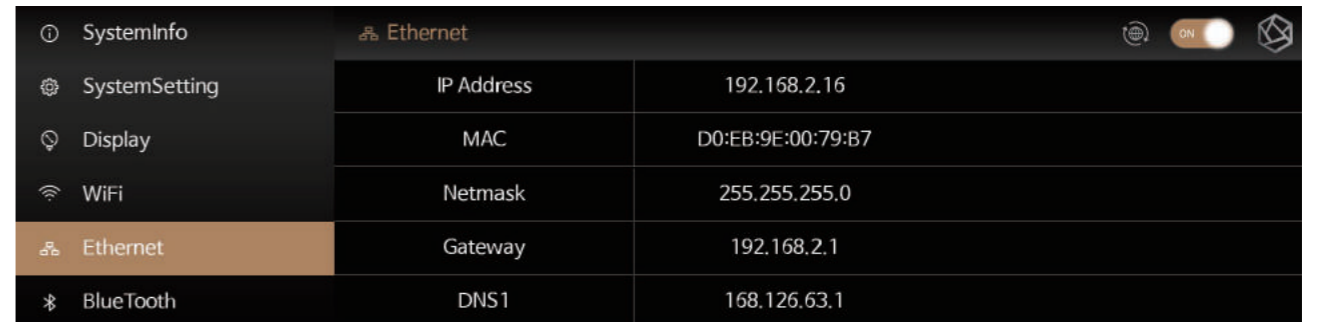 SystemInfo
SystemSetting
Display
WiFi
Ethernet
BlueTooth
Ethernet
ON
IP Address 192.168.2.16
MAC D0:EB:9E:00:79:B7
Netmask 255.255.255.0
Gateway 192.168.2.1
DNS1 168.126.63.1